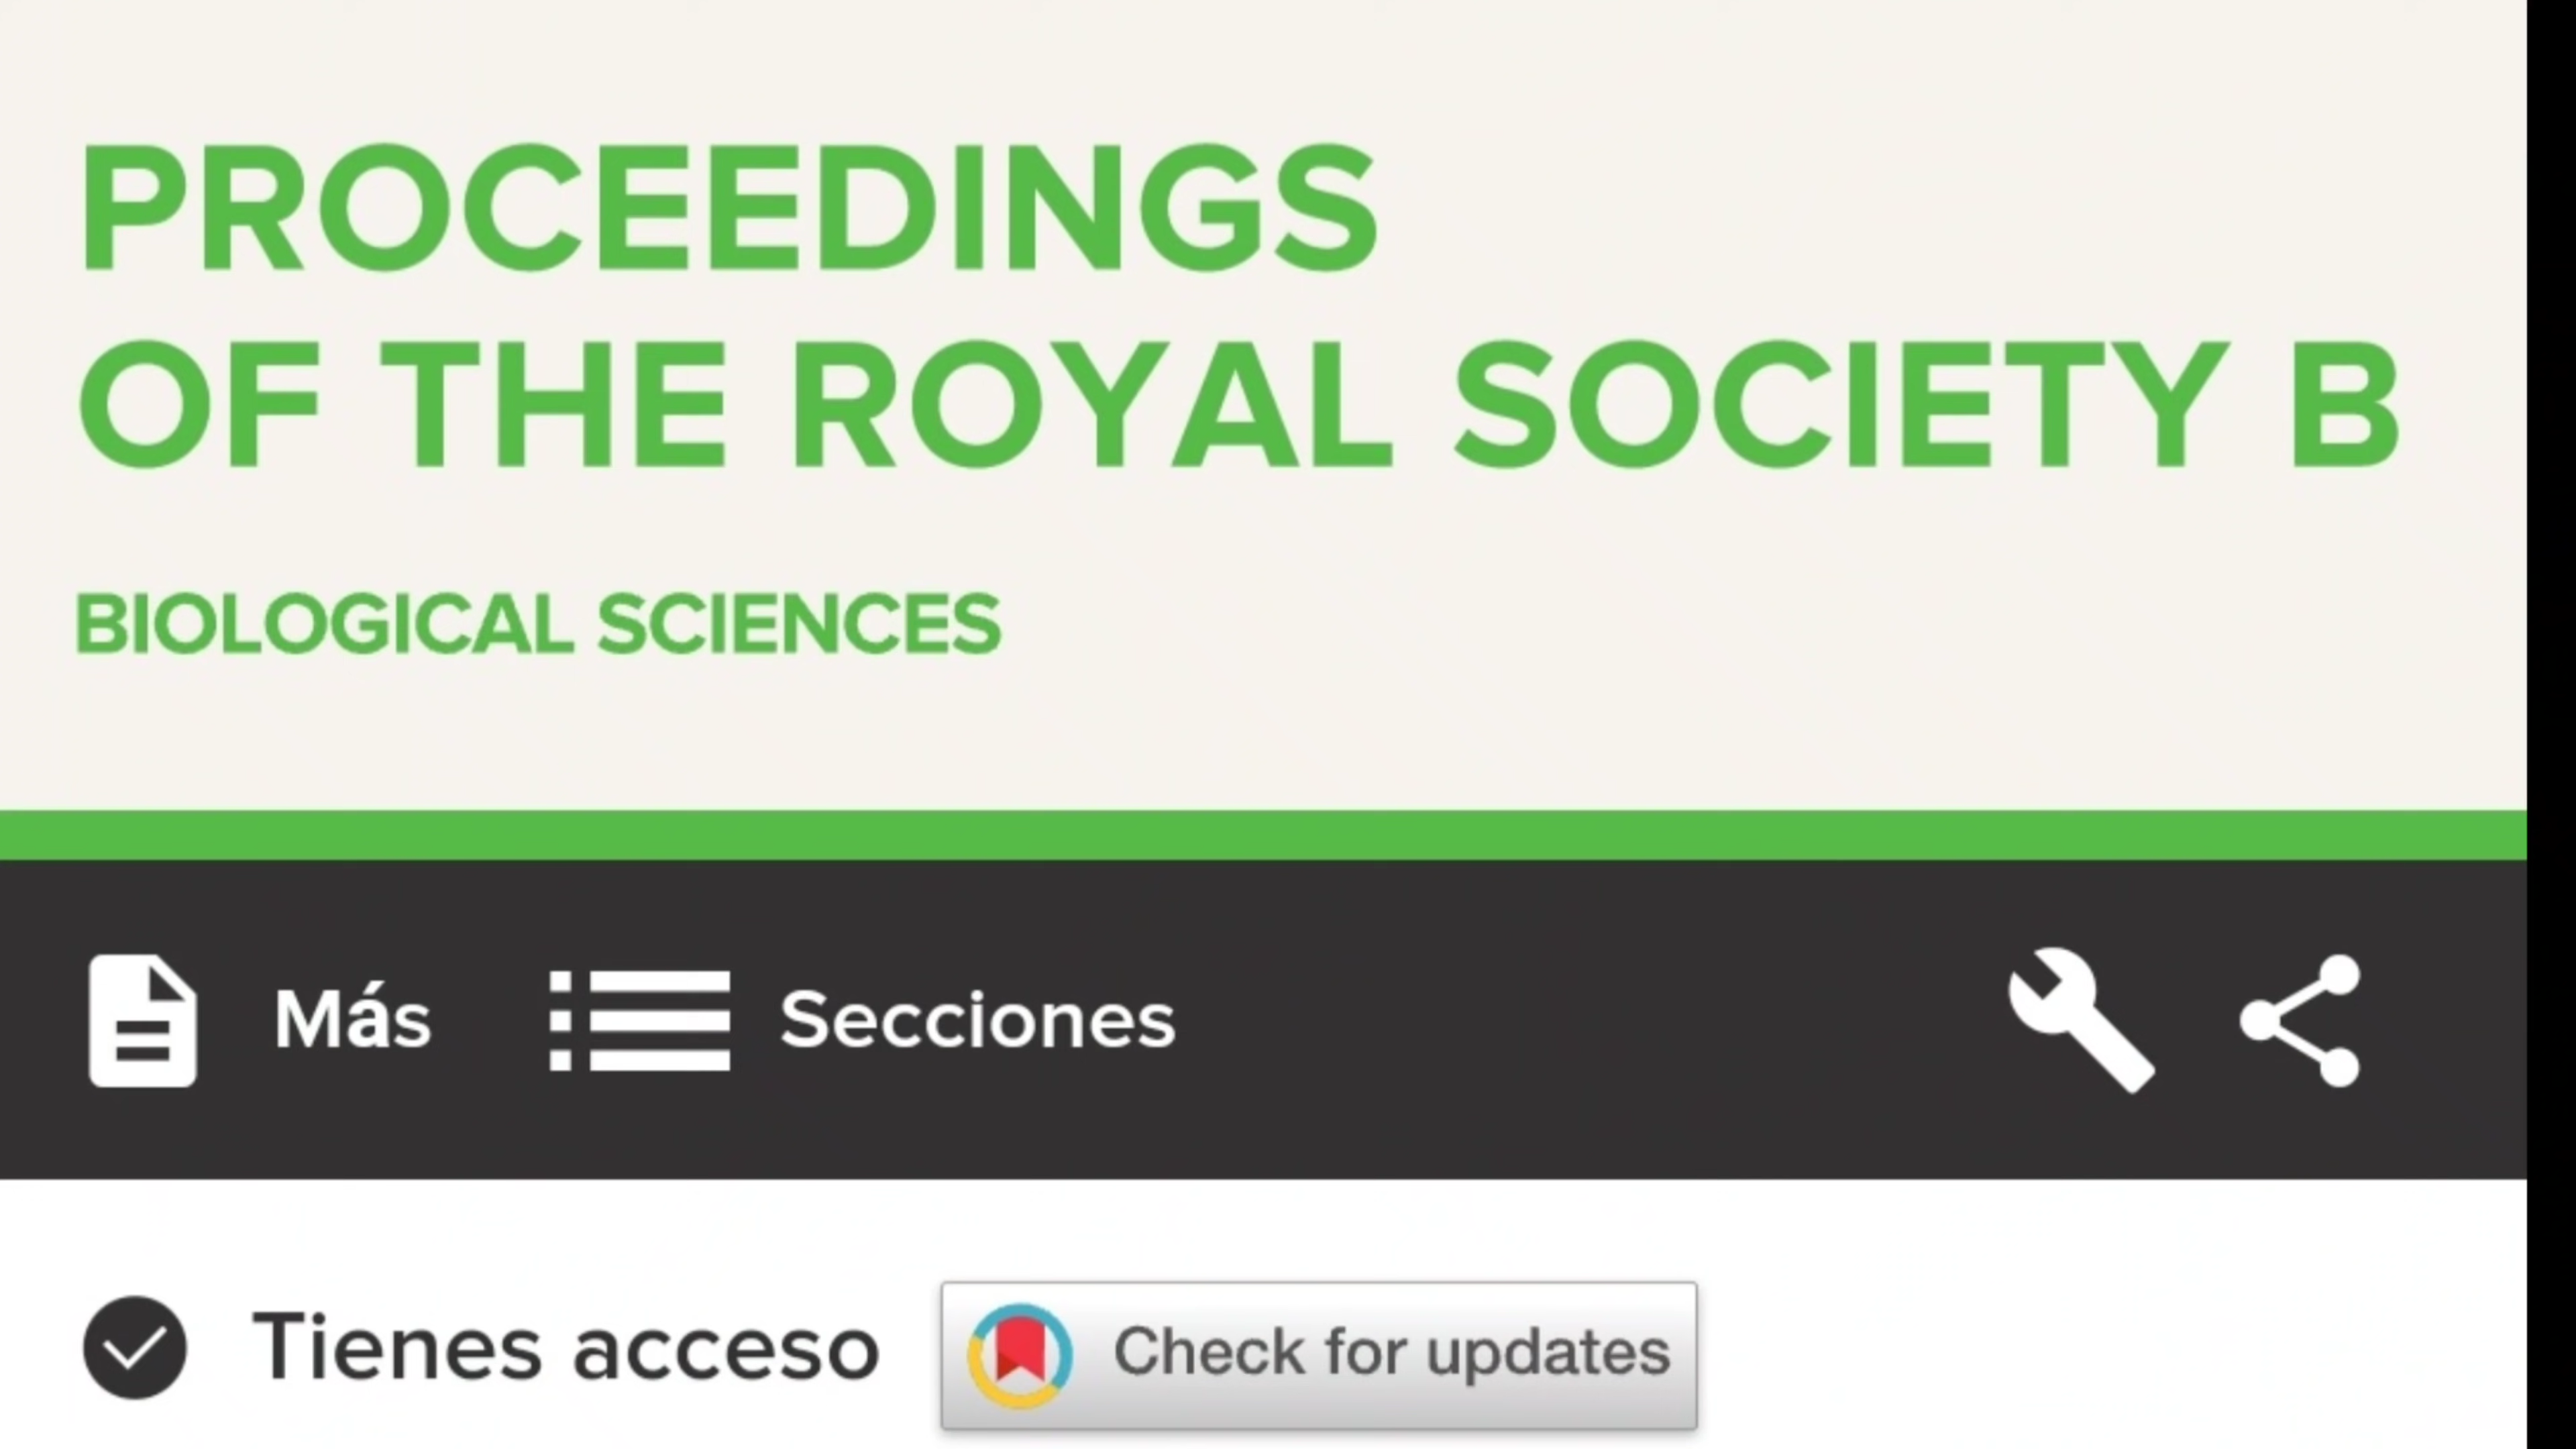 PROCEEDINGS
OF THE ROYAL SOCIETY B
BIOLOGICAL SCIENCES
Más Secciones
Tienes acceso Check for updates